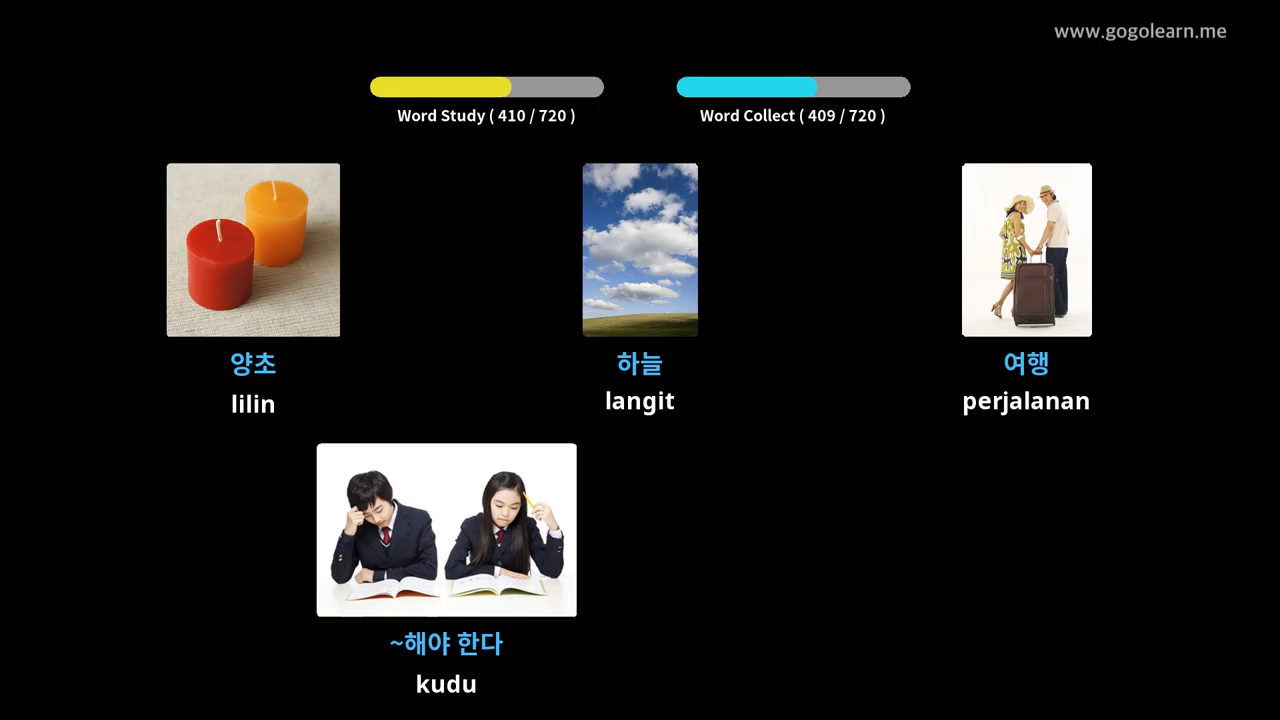 www.gogolearn.me
Word Study ( 410 / 720 )
Word Collect ( 409 / 720 )
양초
하늘
여행
lilin
langit
perjalanan
~해야 한다
kudu